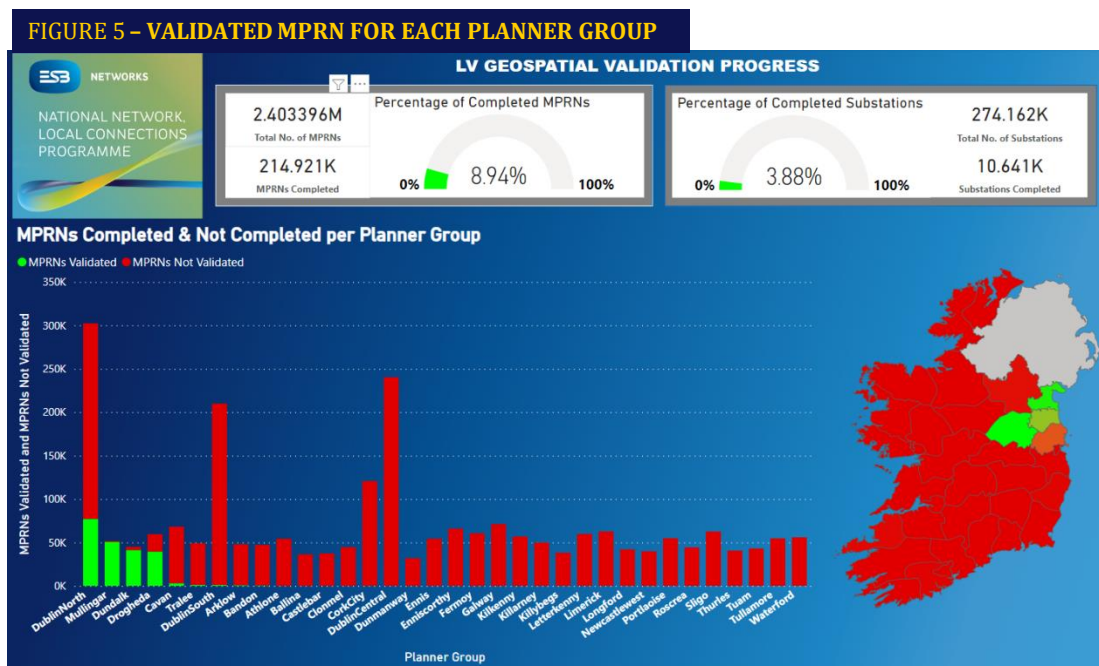 FIGURE 5 – VALIDATED MPRN FOR EACH PLANNER GROUP
ESB NETWORKS
NATIONAL NETWORK,
LOCAL CONNECTIONS
PROGRAMME
LV GEOSPATIAL VALIDATION PROGRESS
2.403396M
Total No. of MPRNs
214.921K
MPRNs Completed
Percentage of Completed MPRNs
0% 8.94% 100%
Percentage of Completed Substations
0% 3.88% 100%
274.162K
Total No. of Substations
10.641K
Substations Completed
MPRNs Completed & Not Completed per Planner Group
MPRNs Validated MPRNs Not Validated
MPRNs Validated and MPRNs Not Validated
350K
300K
250K
200K
150K
100K
50K
0K
DublinNorth
Mullingar
Dundalk
Drogheda
Cavan
Tralee
DublinSouth
Arklow
Bandon
Athlone
Ballina
Castlebar
Clonmel
CorkCity
DublinCentral
Dunmanway
Ennis
Enniscorthy
Fermoy
Galway
Kilkenny
Killarney
Killybegs
Letterkenny
Limerick
Longford
Newcastlewest
Portlaoise
Roscrea
Sligo
Thurles
Tuam
Tullamore
Waterford
Planner Group